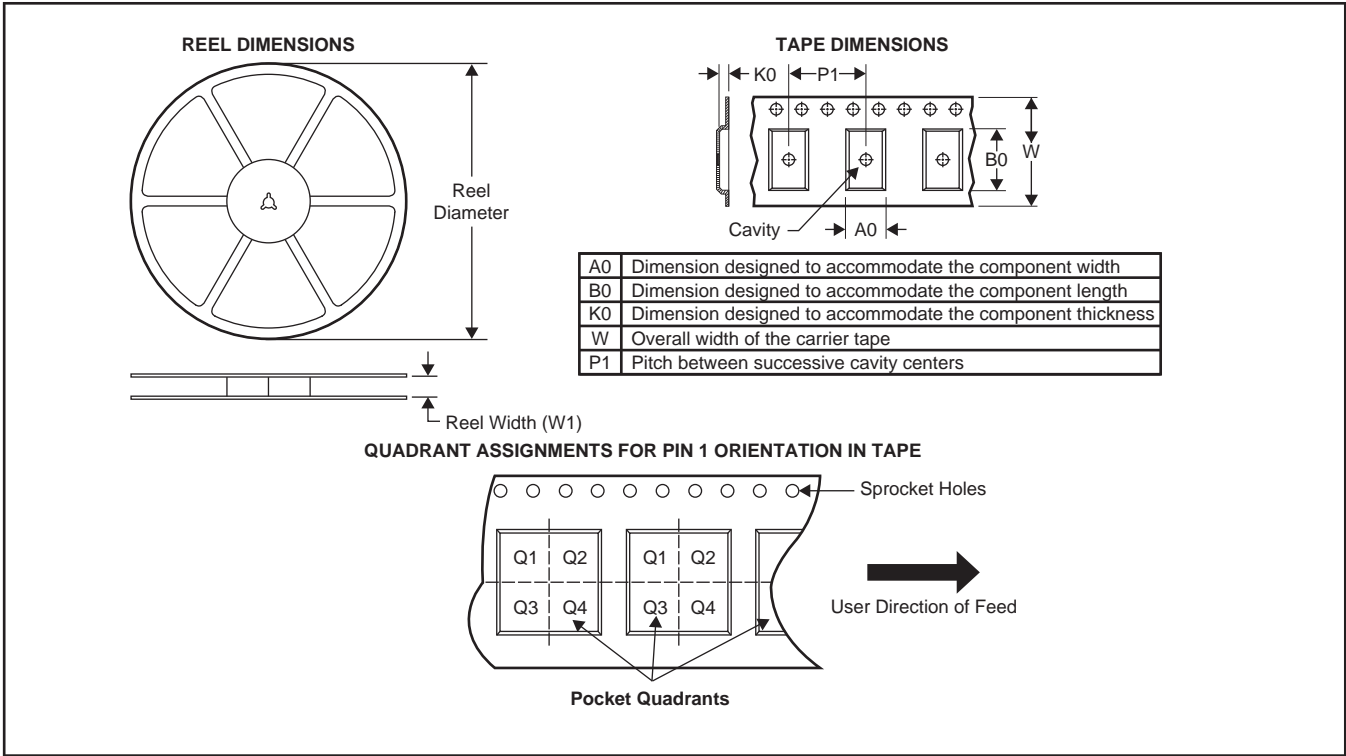 REEL DIMENSIONS
Reel
Diameter
Reel Width (W1)
TAPE DIMENSIONS
K0 P1
B0 W
Cavity
A0
A0 Dimension designed to accommodate the component width
B0 Dimension designed to accommodate the component length
K0 Dimension designed to accommodate the component thickness
W Overall width of the carrier tape
P1 Pitch between successive cavity centers
QUADRANT ASSIGNMENTS FOR PIN 1 ORIENTATION IN TAPE
Sprocket Holes
Q1 Q2 Q1 Q2
Q3 Q4 Q3 Q4
User Direction of Feed
Pocket Quadrants